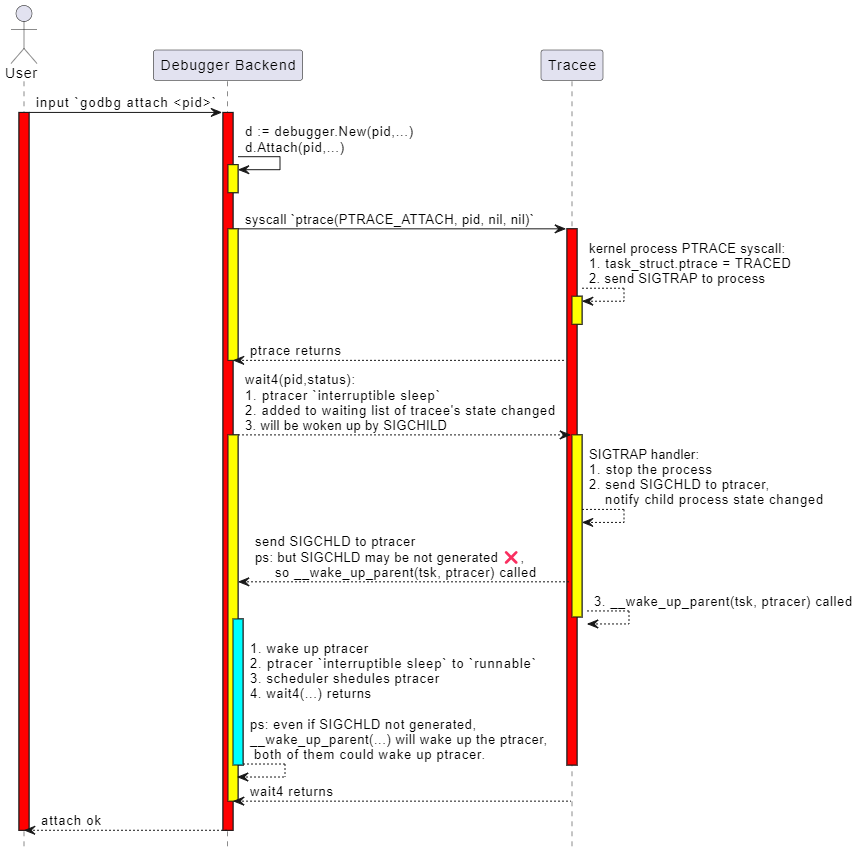 User
Debugger Backend
Tracee
input `godbg attach <pid>`
d := debugger.New(pid,...)
d.Attach(pid,...)
syscall `ptrace(PTRACE_ATTACH, pid, nil, nil)`
kernel process PTRACE syscall:
1. task_struct.ptrace = TRACED
2. send SIGTRAP to process
ptrace returns
wait4(pid,status):
1. ptracer `interruptible sleep`
2. added to waiting list of tracee's state changed
3. will be woken up by SIGCHILD
SIGTRAP handler:
1. stop the process
2. send SIGCHLD to ptracer,
notify child process state changed
send SIGCHLD to ptracer
ps: but SIGCHLD may be not generated ❌,
so __wake_up_parent(tsk, ptracer) called
3. __wake_up_parent(tsk, ptracer) called
1. wake up ptracer
2. ptracer `interruptible sleep` to `runnable`
3. scheduler shedules ptracer
4. wait4(...) returns
ps: even if SIGCHLD not generated,
__wake_up_parent(...) will wake up the ptracer,
both of them could wake up ptracer.
wait4 returns
attach ok